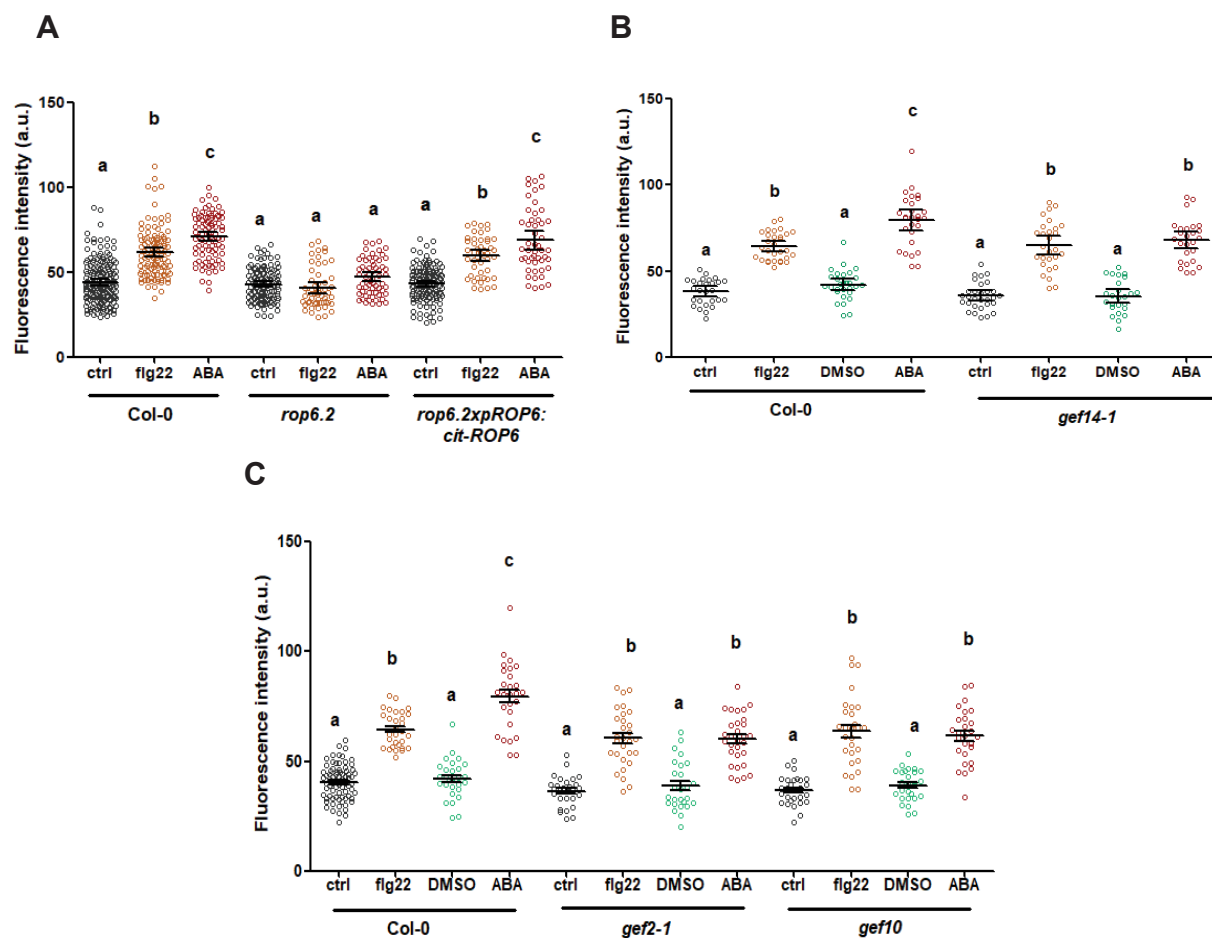 A
Fluorescence intensity (a.u.)
150
100
50
0
a
b
c
a
a
a
a
b
c
ctrl
flg22
ABA
ctrl
flg22
ABA
ctrl
flg22
ABA
Col-0
rop6.2
rop6.2xpROP6:
cit-ROP6
B
Fluorescence intensity (a.u.)
150
100
50
0
a
b
a
c
a
b
a
b
ctrl
flg22
DMSO
ABA
ctrl
flg22
DMSO
ABA
Col-0
gef14-1
C
Fluorescence intensity (a.u.)
150
100
50
0
a
b
a
c
a
b
a
b
a
b
a
b
ctrl
flg22
DMSO
ABA
ctrl
flg22
DMSO
ABA
ctrl
flg22
DMSO
ABA
Col-0
gef2-1
gef10